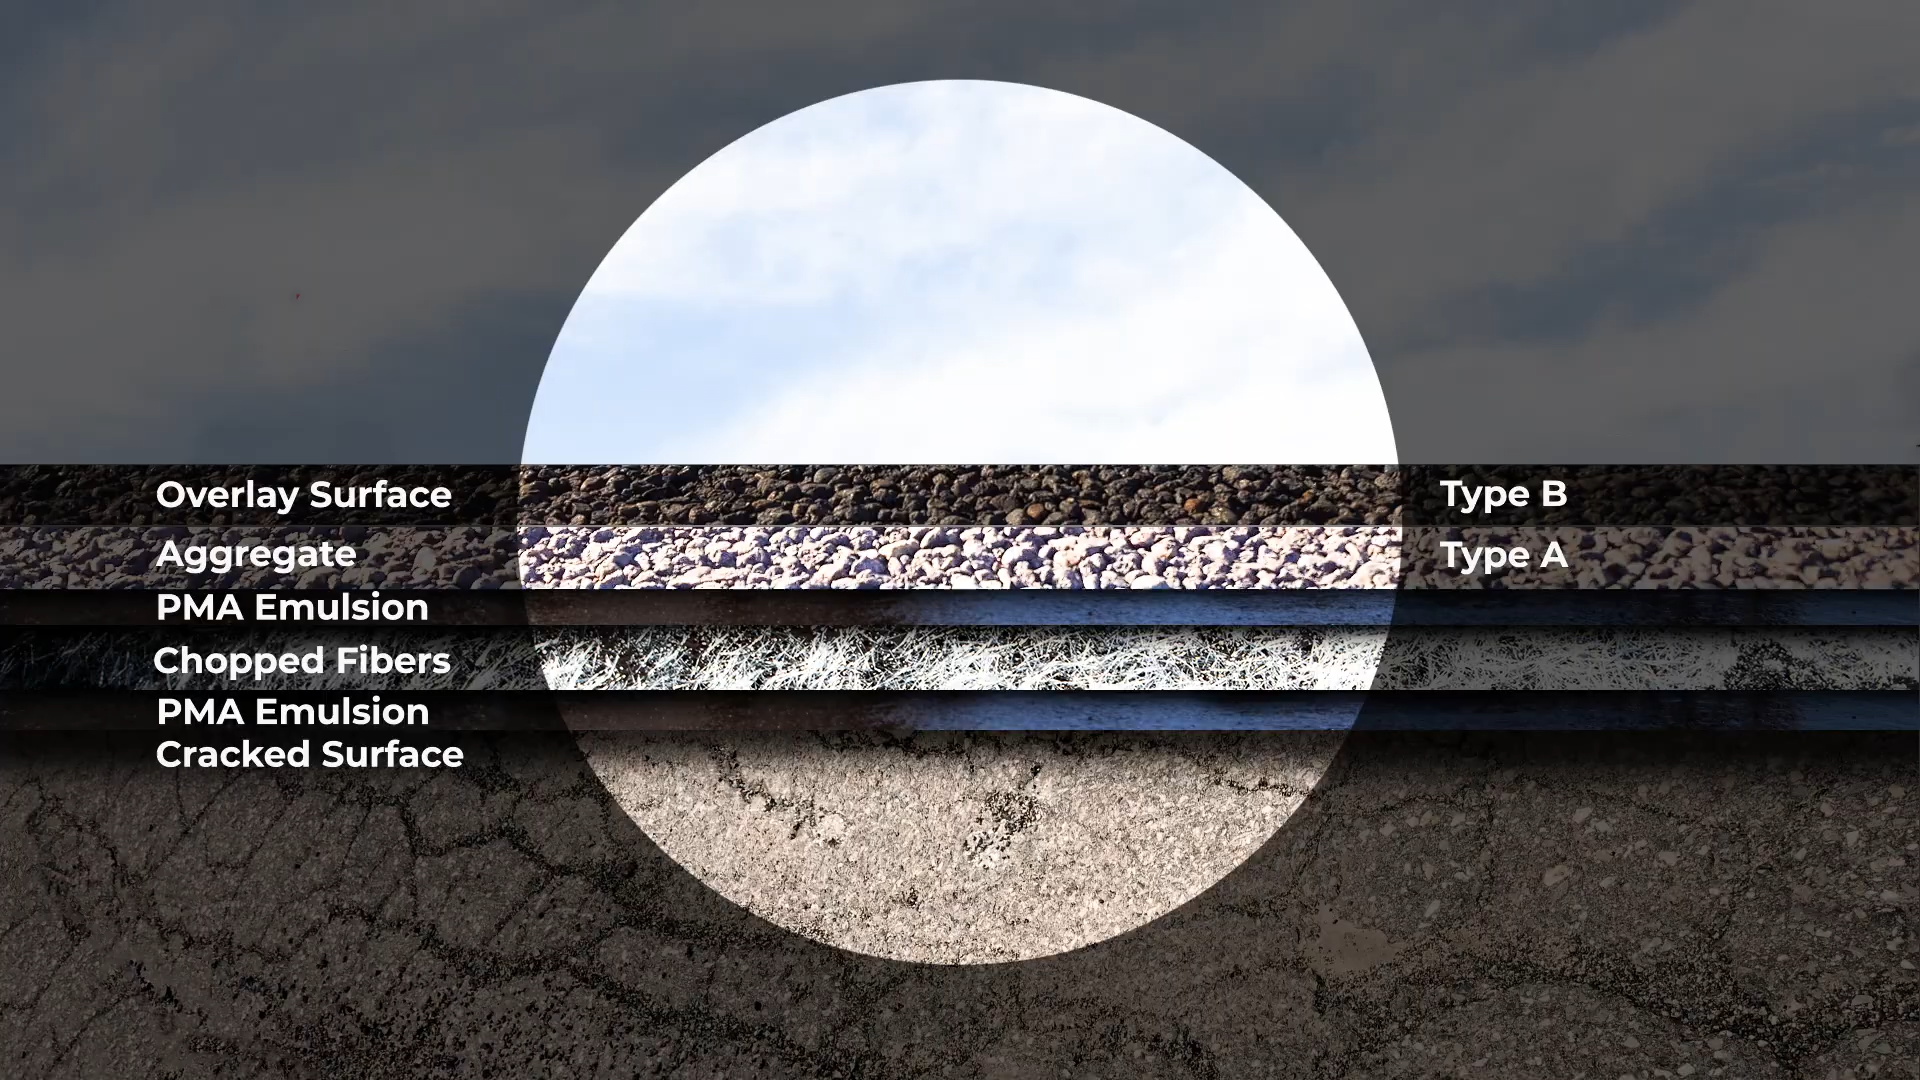 Overlay Surface
Type B
Aggregate
Type A
PMA Emulsion
Chopped Fibers
PMA Emulsion
Cracked Surface